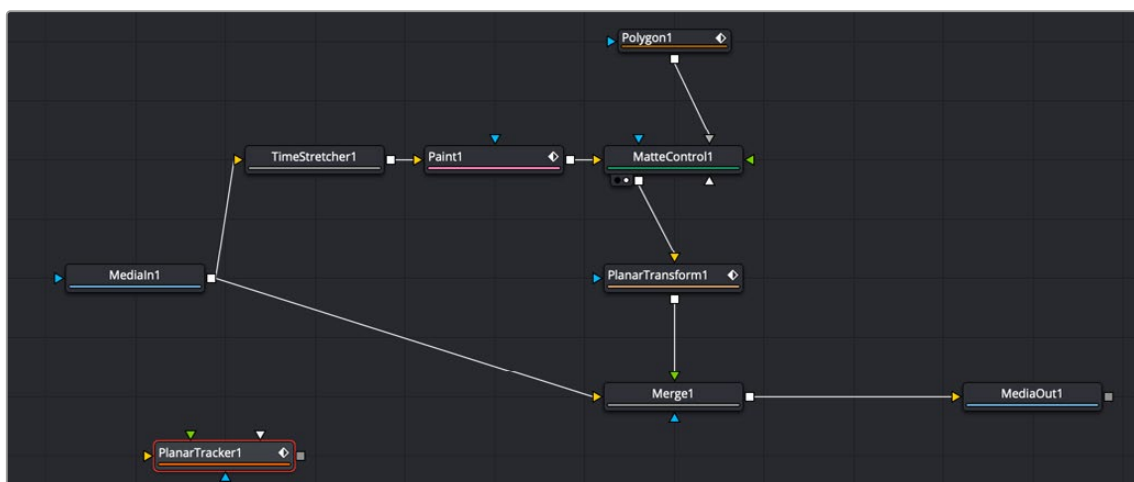 Polygon1
TimeStretcher1
Paint1
MatteControl1
MediaIn1
PlanarTransform1
Merge1
MediaOut1
PlanarTracker1